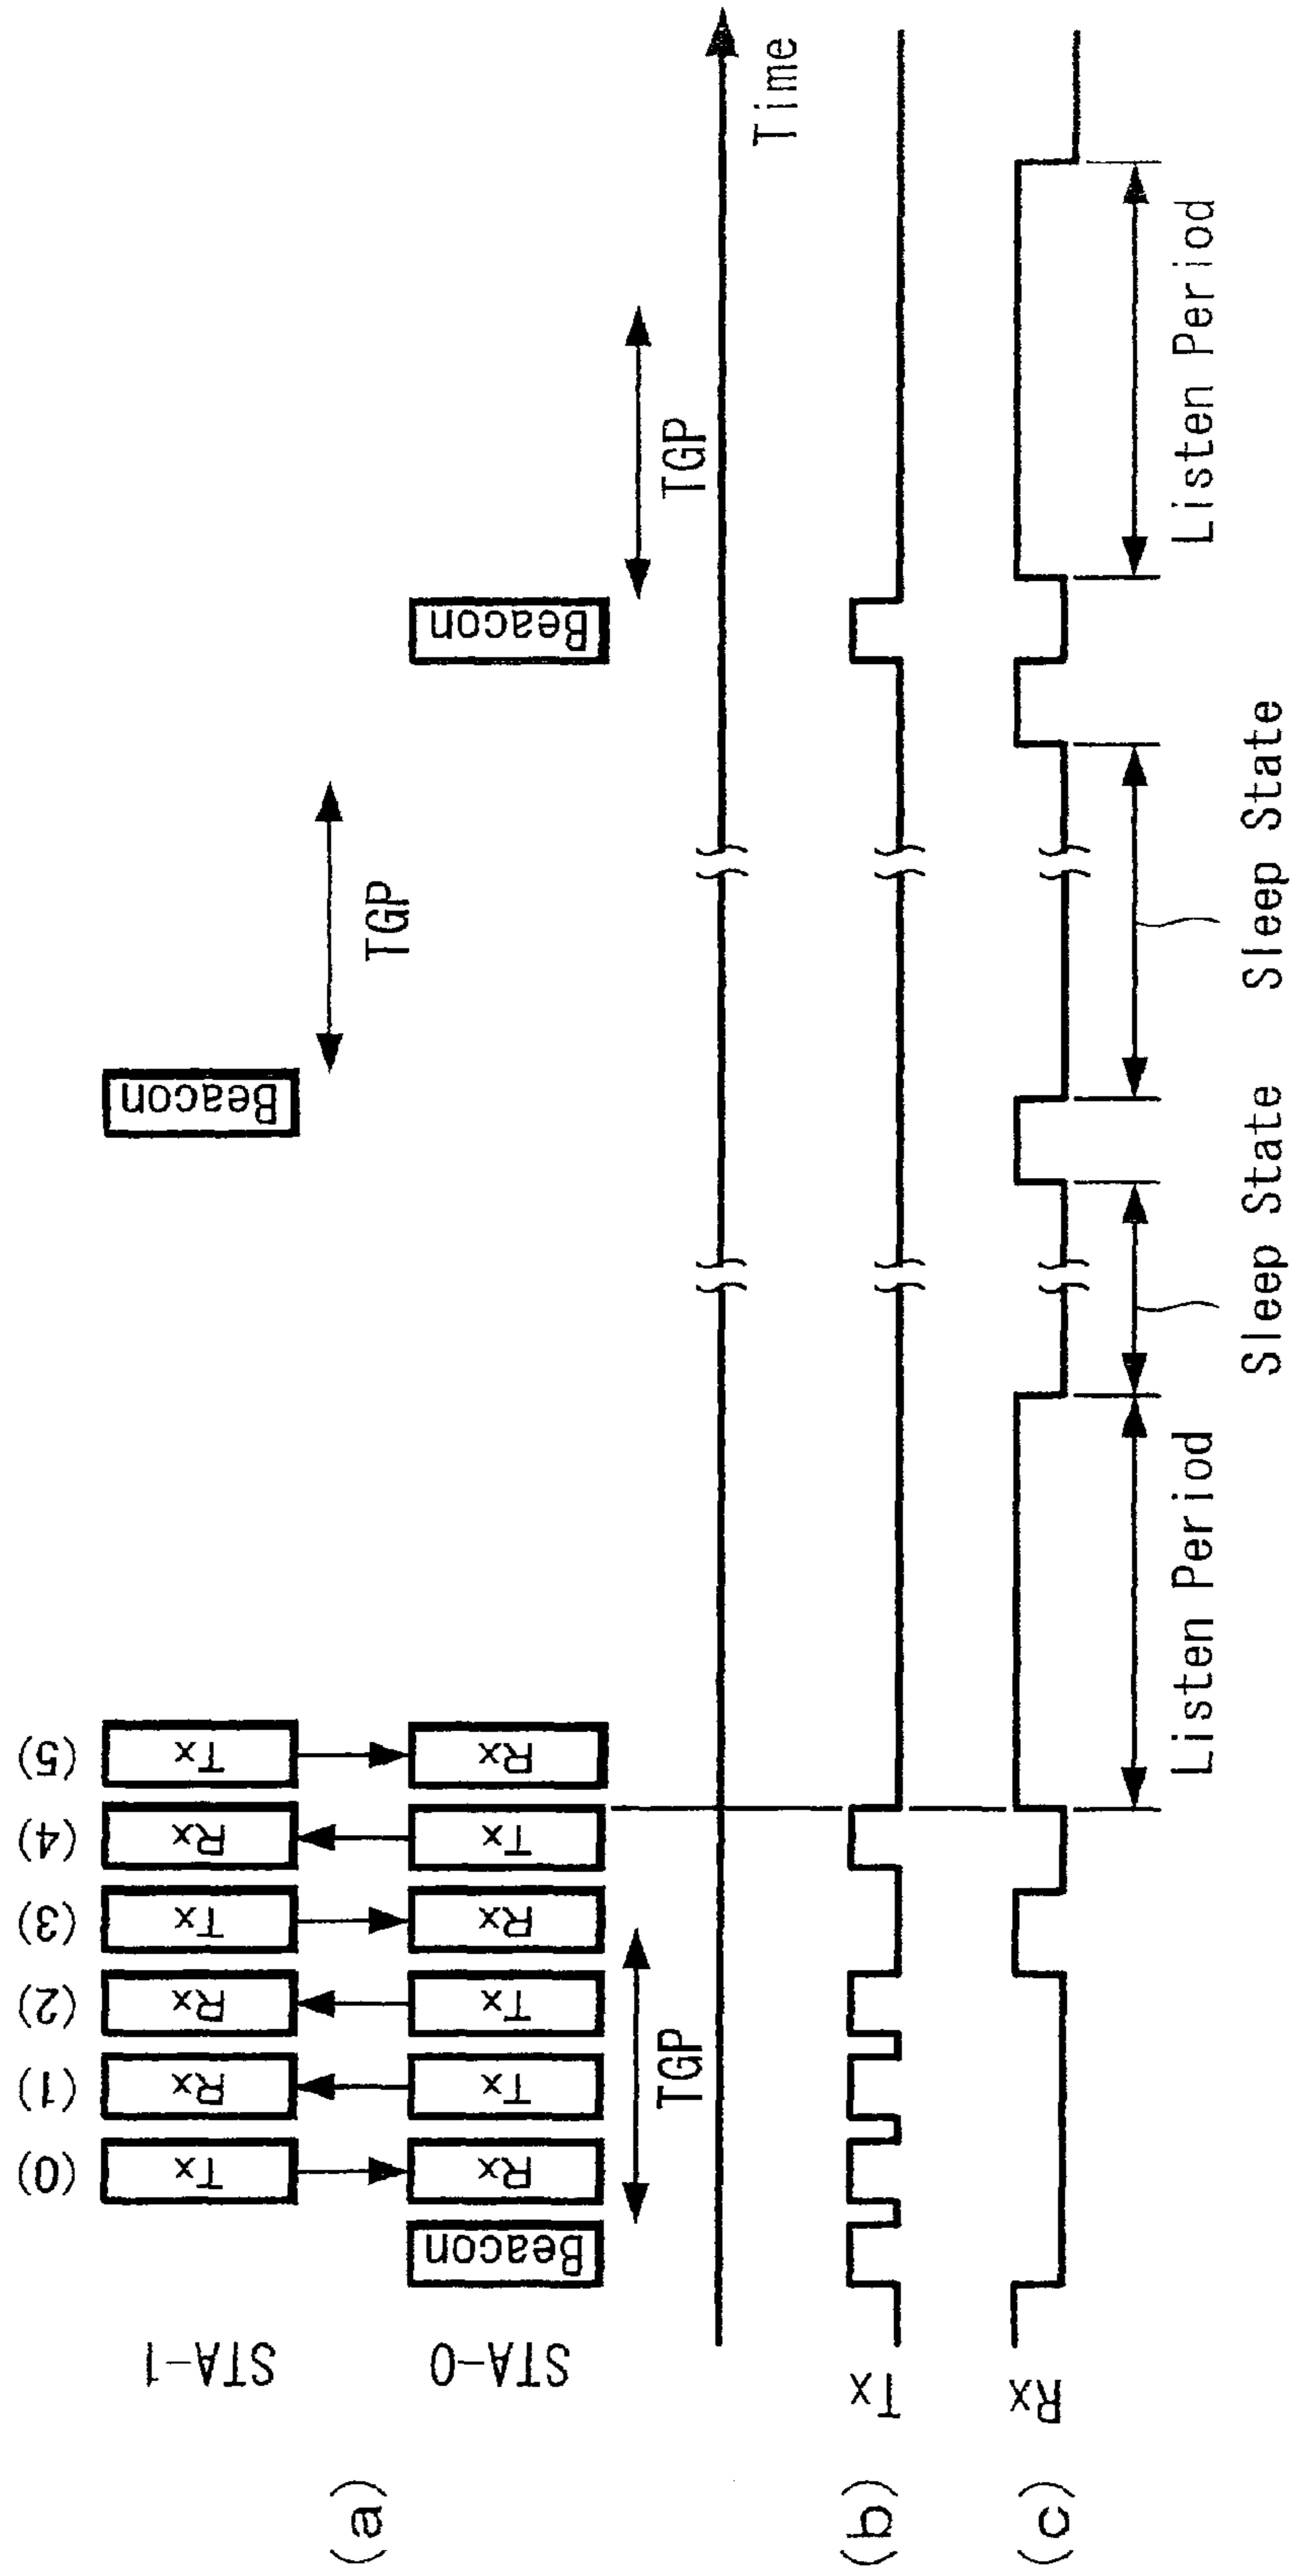 (a)
STA-1
(0) (1) (2) (3) (4) (5)
Tx Rx Rx Tx Rx Tx
Beacon
STA-0
Beacon
Rx Tx Tx Rx Tx Rx
Beacon
TGP
TGP
TGP
Time
(b) Tx
(c) Rx
Listen Period
Listen Period
Sleep State
Sleep State